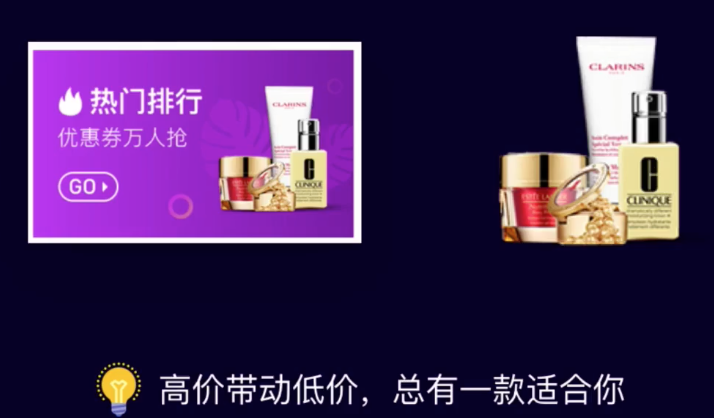 热门排行
优惠券万人抢
GO
CLARINS
CLINIQUE
CLARINS
CLINIQUE
高价带动低价，总有一款适合你